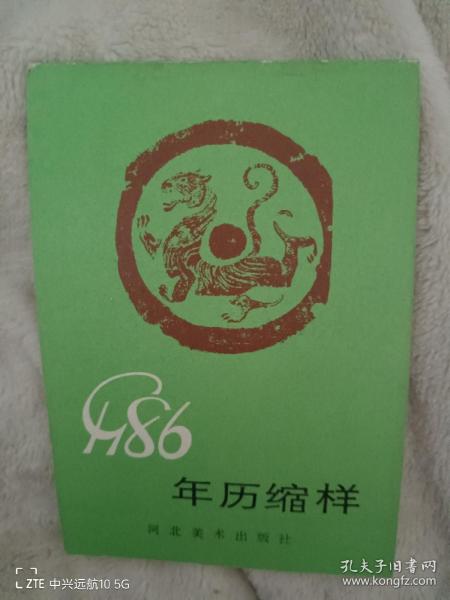 1986
年历缩样
河北美术出版社
ZTE 中兴远航10 5G
孔夫子旧书网
www.kongfz.com